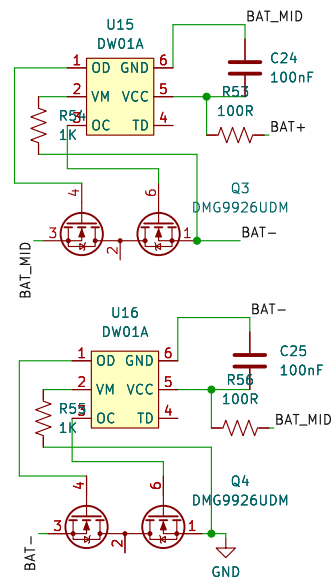 BAT_MID
U15
DW01A
1 OD GND 6
C24
100nF
2 VM VCC 5
R53
100R
R54
1K
3 OC TD 4
BAT+
4
6
Q3
DMG9926UDM
BAT_MID
3
2
1
BAT-
U16
DW01A
BAT-
1 OD GND 6
C25
100nF
2 VM VCC 5
R56
100R
R55
1K
3 OC TD 4
BAT_MID
4
6
Q4
DMG9926UDM
BAT-
3
2
1
GND